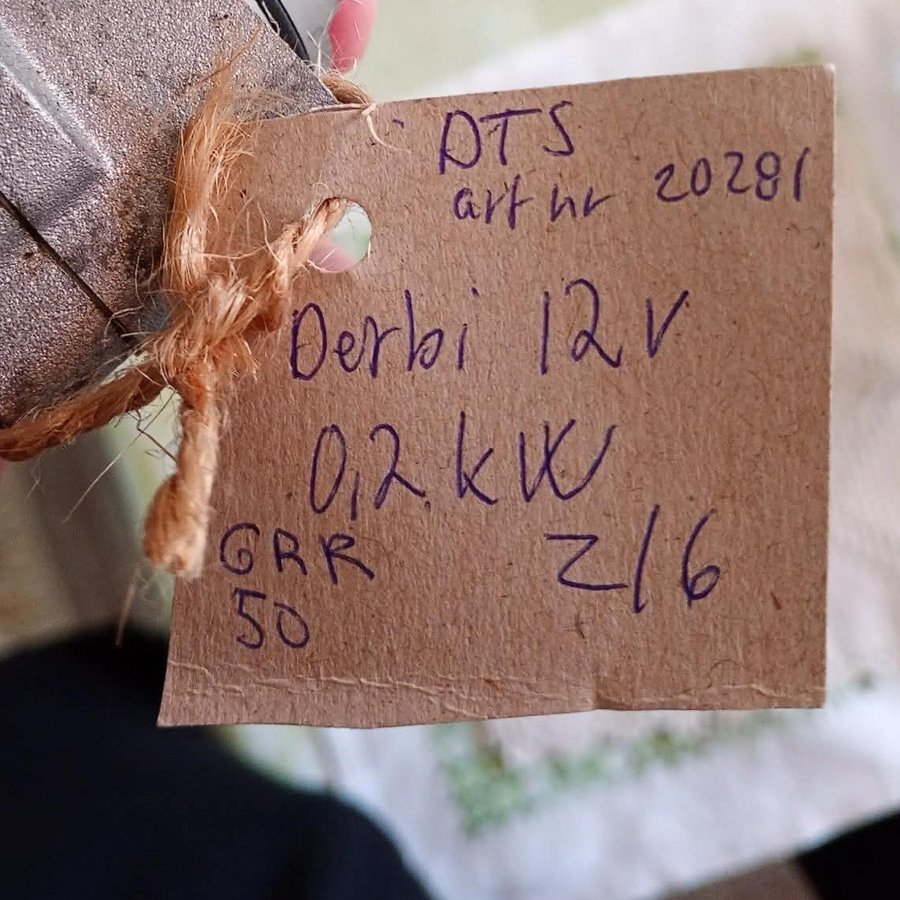 DTS
art nr 20281
Derbi 12V
0,2 kW
GRR Z/6
50